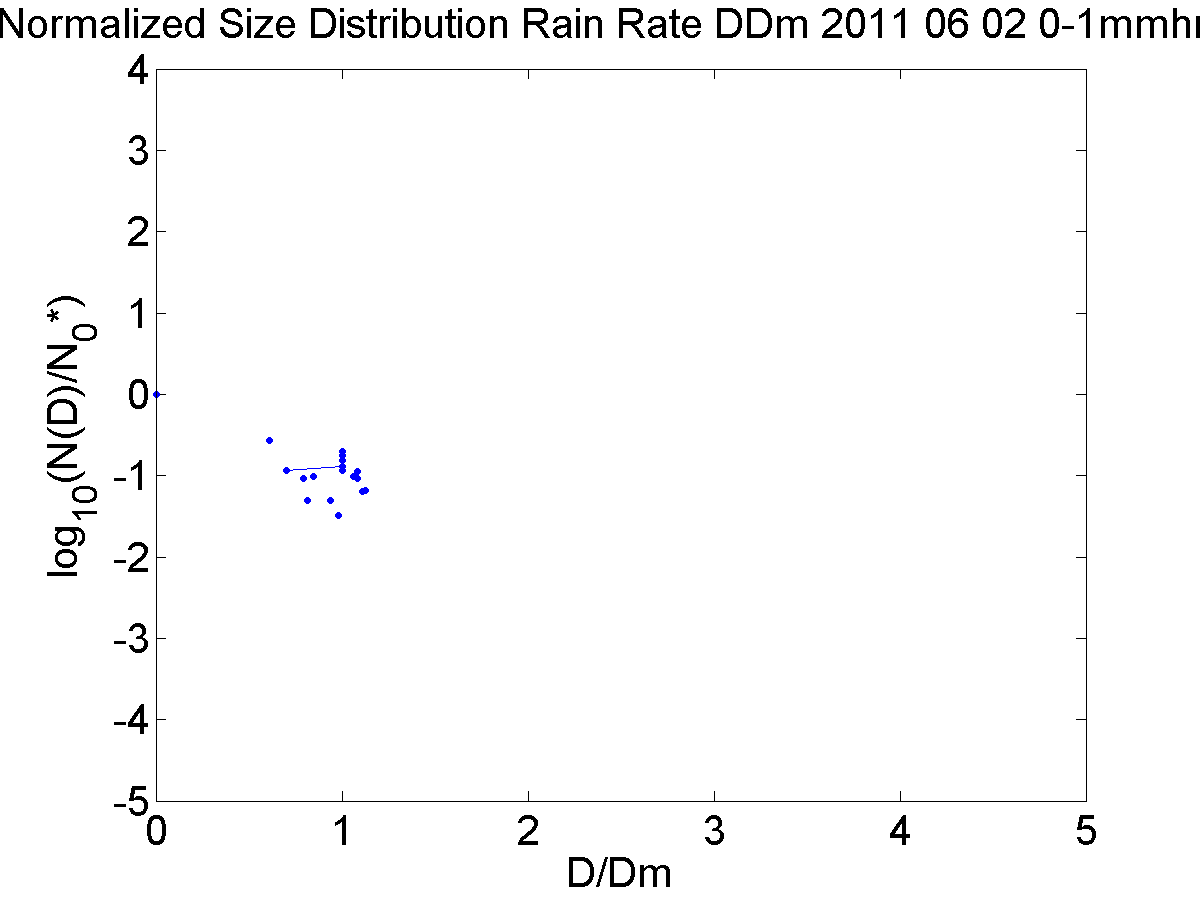 Normalized Size Distribution Rain Rate DDm 2011 06 02 0-1mmhr
4
3
2
1
0
-1
-2
-3
-4
-5
log10(N(D)/N0*)
0 1 2 3 4 5
D/Dm